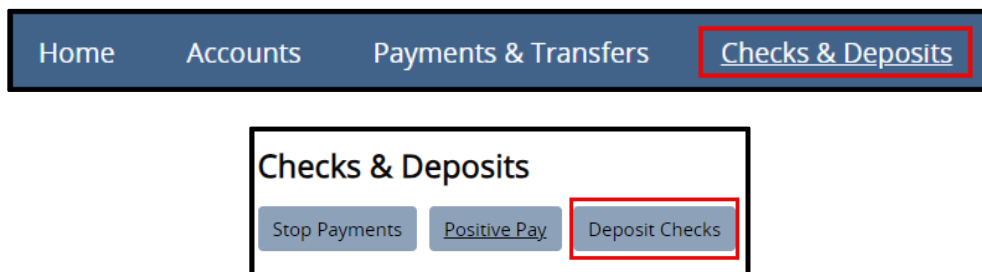 Home Accounts Payments & Transfers Checks & Deposits
Checks & Deposits
Stop Payments Positive Pay Deposit Checks